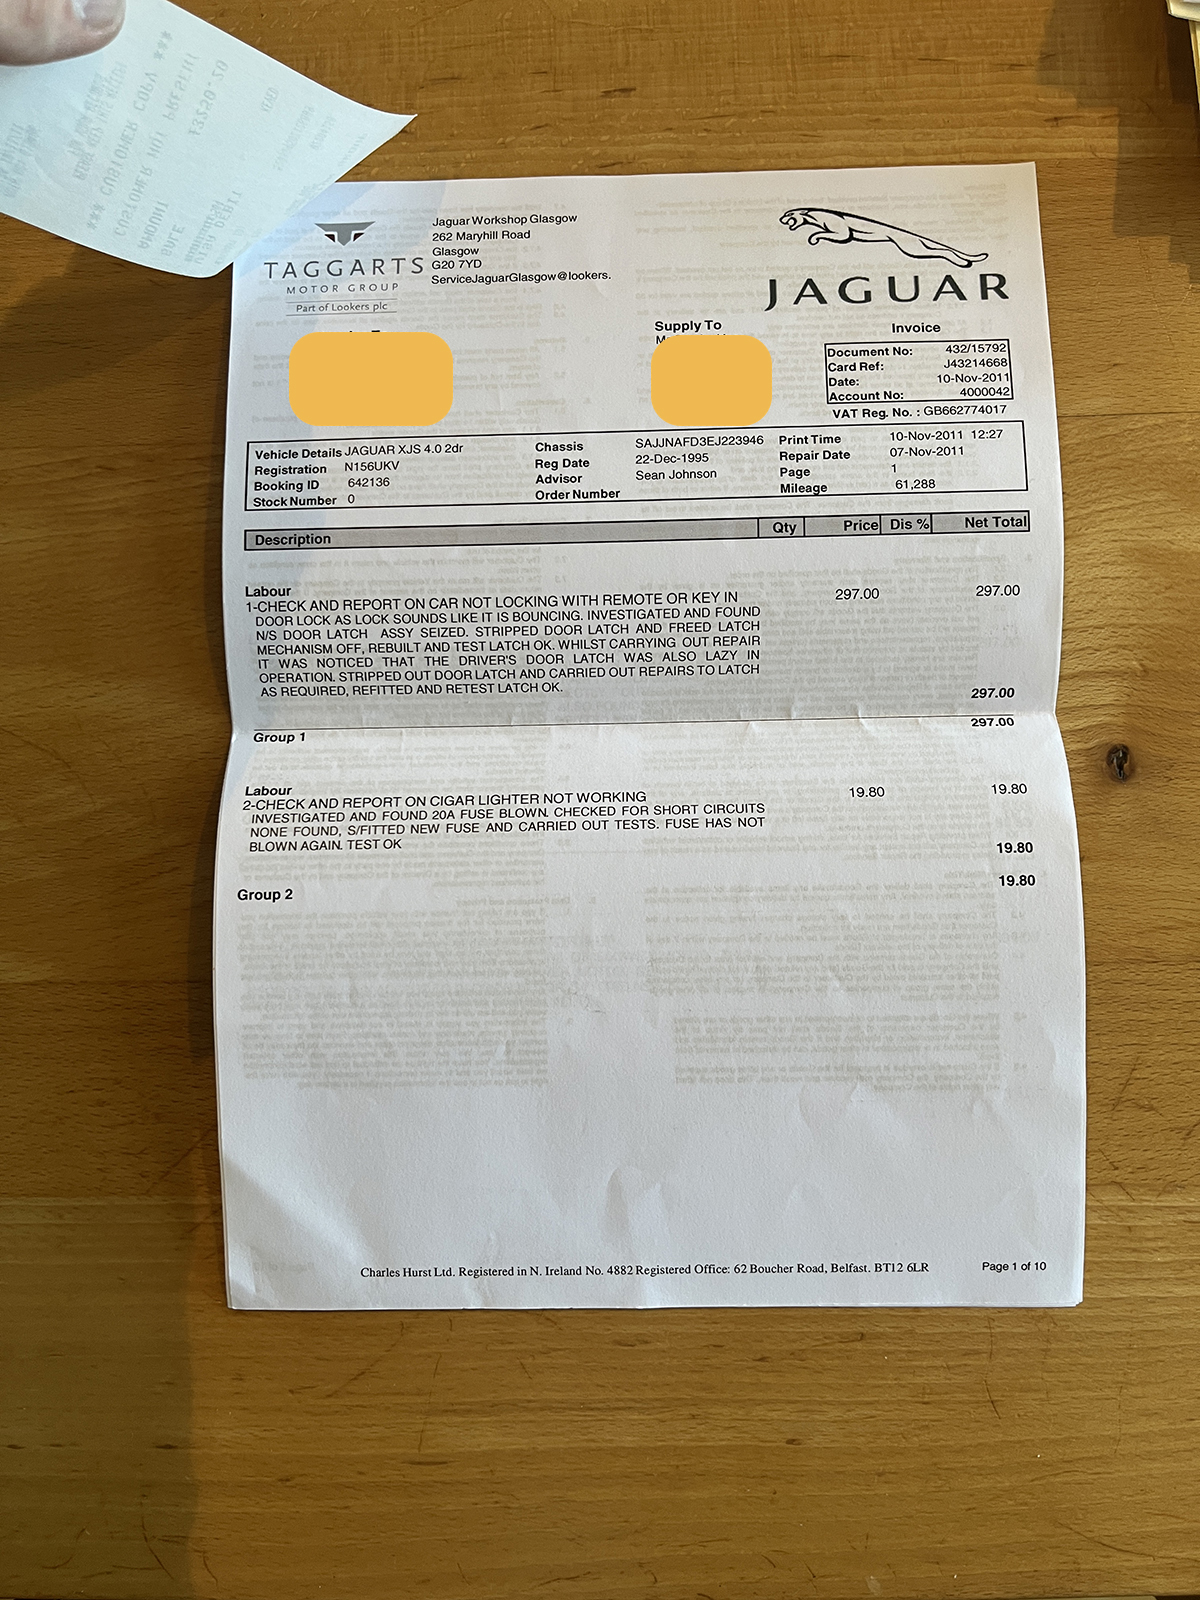 *** CUSTOMER COPY ***
CUSTOMER NOT PRESENT
SALE
AMOUNT
VISA DEBIT
TAGGARTS
MOTOR GROUP
Part of Lookers plc
Jaguar Workshop Glasgow
262 Maryhill Road
Glasgow
G20 7YD
ServiceJaguarGlasgow@lookers.
JAGUAR
Supply To
Invoice
Document No: 432/15792
Card Ref: J43214668
Date: 10-Nov-2011
Account No: 4000042
VAT Reg. No. : GB662774017
Vehicle Details JAGUAR XJS 4.0 2dr Chassis SAJJNAFD3EJ223946 Print Time 10-Nov-2011 12:27
Registration N156UKV Reg Date 22-Dec-1995 Repair Date 07-Nov-2011
Booking ID 642136 Advisor Sean Johnson Page 1
Stock Number 0 Order Number Mileage 61,288
Description Qty Price Dis % Net Total
Labour
1-CHECK AND REPORT ON CAR NOT LOCKING WITH REMOTE OR KEY IN 297.00 297.00
DOOR LOCK AS LOCK SOUNDS LIKE IT IS BOUNCING. INVESTIGATED AND FOUND
N/S DOOR LATCH ASSY SEIZED. STRIPPED DOOR LATCH AND FREED LATCH
MECHANISM OFF, REBUILT AND TEST LATCH OK. WHILST CARRYING OUT REPAIR
IT WAS NOTICED THAT THE DRIVER'S DOOR LATCH WAS ALSO LAZY IN
OPERATION. STRIPPED OUT DOOR LATCH AND CARRIED OUT REPAIRS TO LATCH
AS REQUIRED, REFITTED AND RETEST LATCH OK.
297.00
Group 1 297.00
Labour
2-CHECK AND REPORT ON CIGAR LIGHTER NOT WORKING 19.80 19.80
INVESTIGATED AND FOUND 20A FUSE BLOWN. CHECKED FOR SHORT CIRCUITS
NONE FOUND, S/FITTED NEW FUSE AND CARRIED OUT TESTS. FUSE HAS NOT
BLOWN AGAIN. TEST OK
19.80
Group 2 19.80
Charles Hurst Ltd. Registered in N. Ireland No. 4882 Registered Office: 62 Boucher Road, Belfast. BT12 6LR
Page 1 of 10